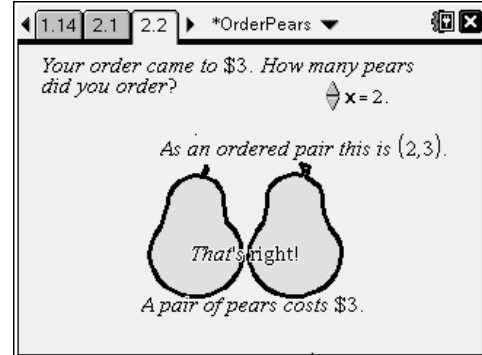 1.14 2.1 2.2 *OrderPears
Your order came to $3. How many pears
did you order?
x=2.
As an ordered pair this is (2,3).
That's right!
A pair of pears costs $3.